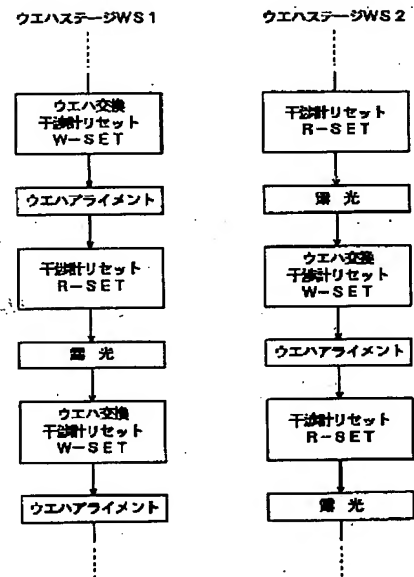 ウエハステージWS1
ウエハ交換
干渉計リセット
W-SET
ウエハアライメント
干渉計リセット
R-SET
露光
ウエハ交換
干渉計リセット
W-SET
ウエハアライメント
ウエハステージWS2
干渉計リセット
R-SET
露光
ウエハ交換
干渉計リセット
W-SET
ウエハアライメント
干渉計リセット
R-SET
露光